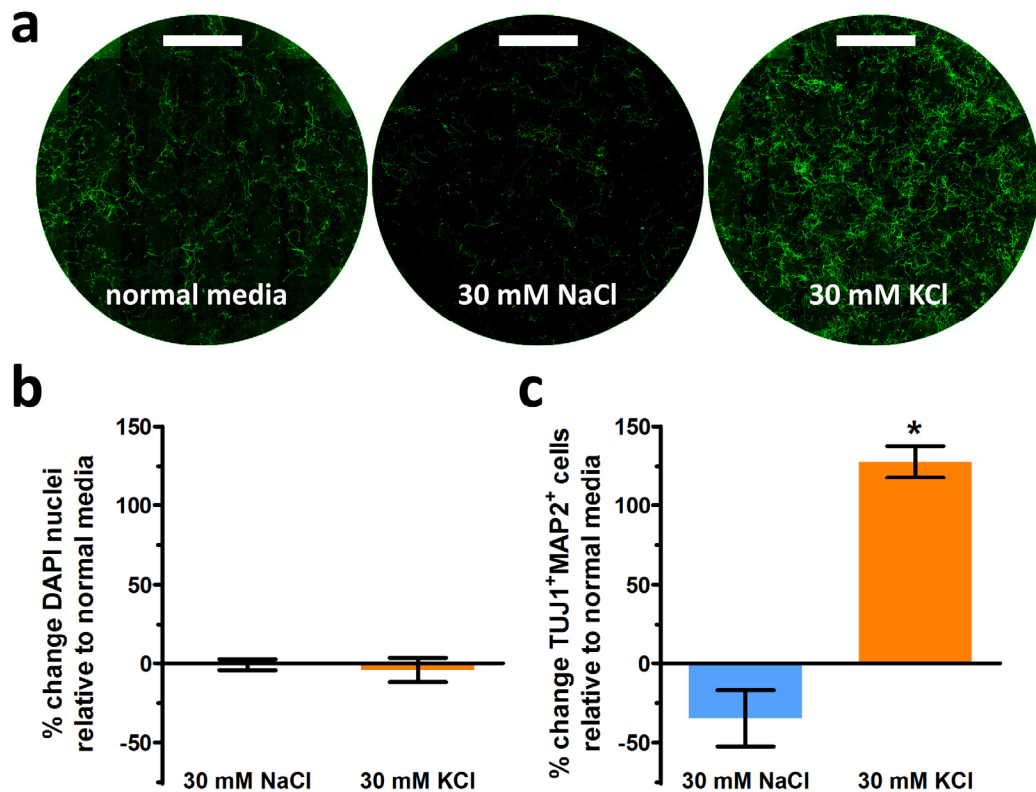 a
normal media
30 mM NaCl
30 mM KCl
b
% change DAPI nuclei
relative to normal media
150
100
50
0
-50
30 mM NaCl
30 mM KCl
c
% change TUJ1⁺MAP2⁺ cells
relative to normal media
150
100
50
0
-50
*
30 mM NaCl
30 mM KCl